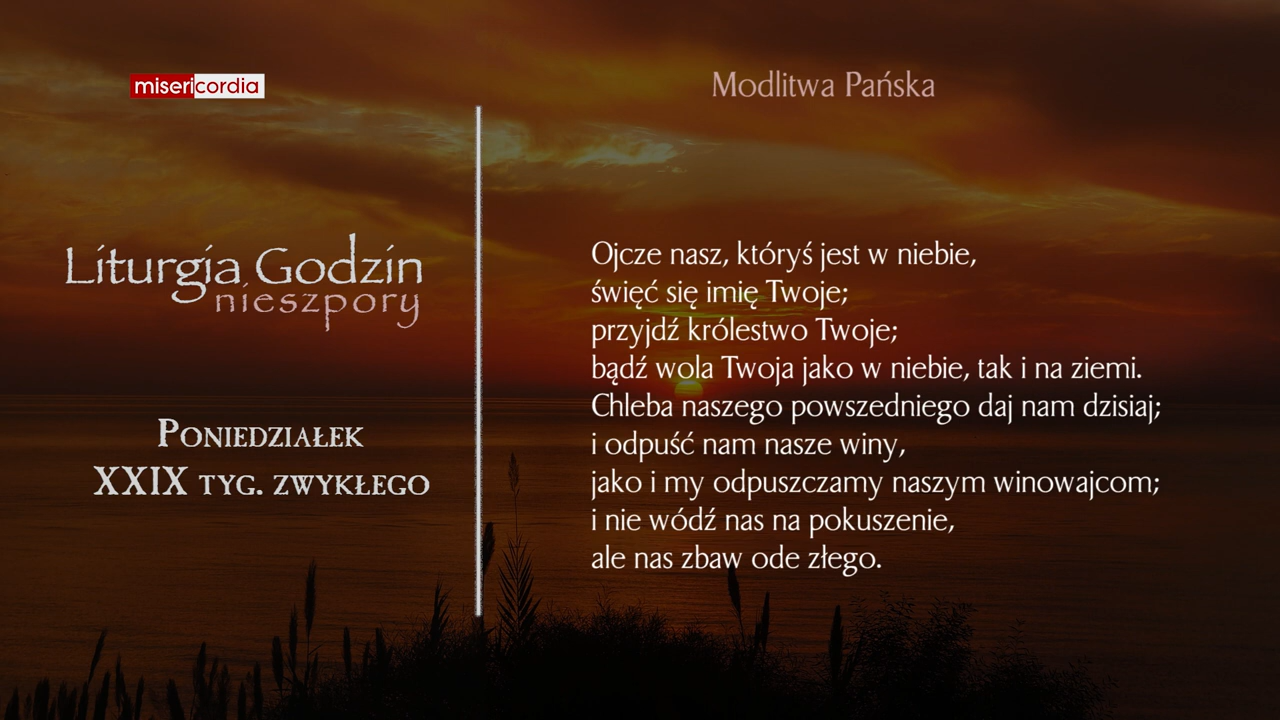 misericordia
Liturgia Godzin
nieszpory
Poniedziałek
XXIX tyg. zwykłego
Modlitwa Pańska
Ojcze nasz, któryś jest w niebie,
święć się imię Twoje;
przyjdź królestwo Twoje;
bądź wola Twoja jako w niebie, tak i na ziemi.
Chleba naszego powszedniego daj nam dzisiaj;
i odpuść nam nasze winy,
jako i my odpuszczamy naszym winowajcom;
i nie wódź nas na pokuszenie,
ale nas zbaw ode złego.